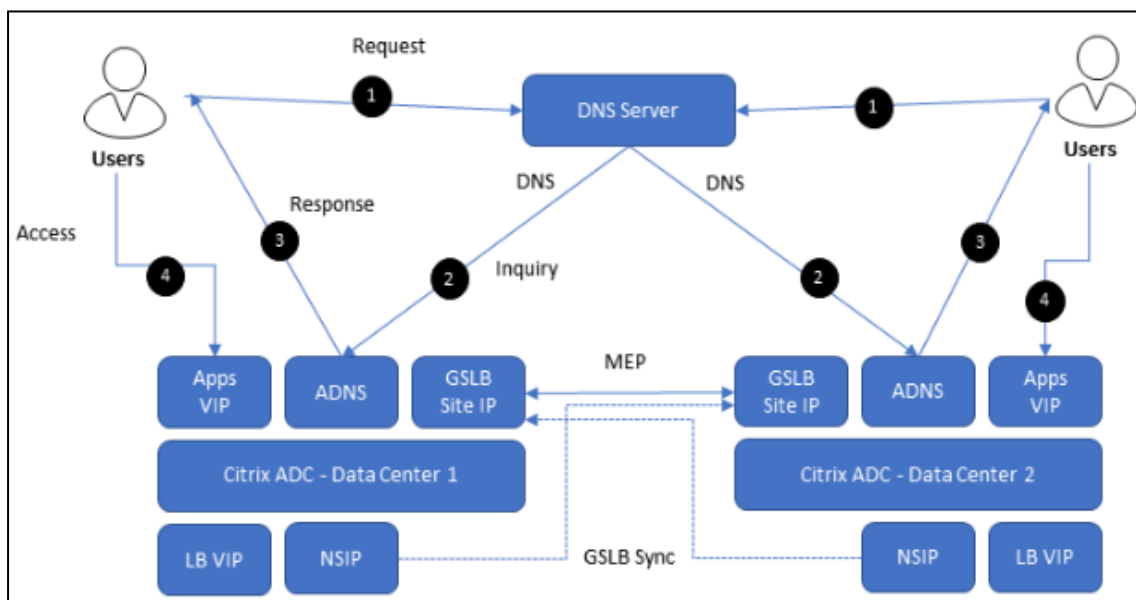 Request
1
1
DNS Server
Users
Users
DNS
DNS
Response
Access
3
3
2
Inquiry
2
4
4
MEP
Apps
VIP
ADNS
GSLB
Site IP
GSLB
Site IP
ADNS
Apps
VIP
Citrix ADC - Data Center 1
Citrix ADC - Data Center 2
LB VIP
NSIP
GSLB Sync
NSIP
LB VIP